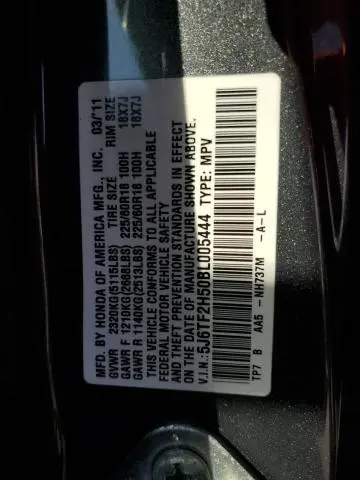 MFD. BY HONDA OF AMERICA MFG., INC. 03/'11
GVWR 2320KG(5115LBS) TIRE SIZE RIM SIZE
GAWR F 1210KG(2668LBS) 225/60R18 100H 18X7J
GAWR R 1140KG(2513LBS) 225/60R18 100H 18X7J
THIS VEHICLE CONFORMS TO ALL APPLICABLE
FEDERAL MOTOR VEHICLE SAFETY
AND THEFT PREVENTION STANDARDS IN EFFECT
ON THE DATE OF MANUFACTURE SHOWN ABOVE.
V.I.N.: 5J6TF2H50BL005444 TYPE: MPV
TP7 B AA5 -NH737M -A-L